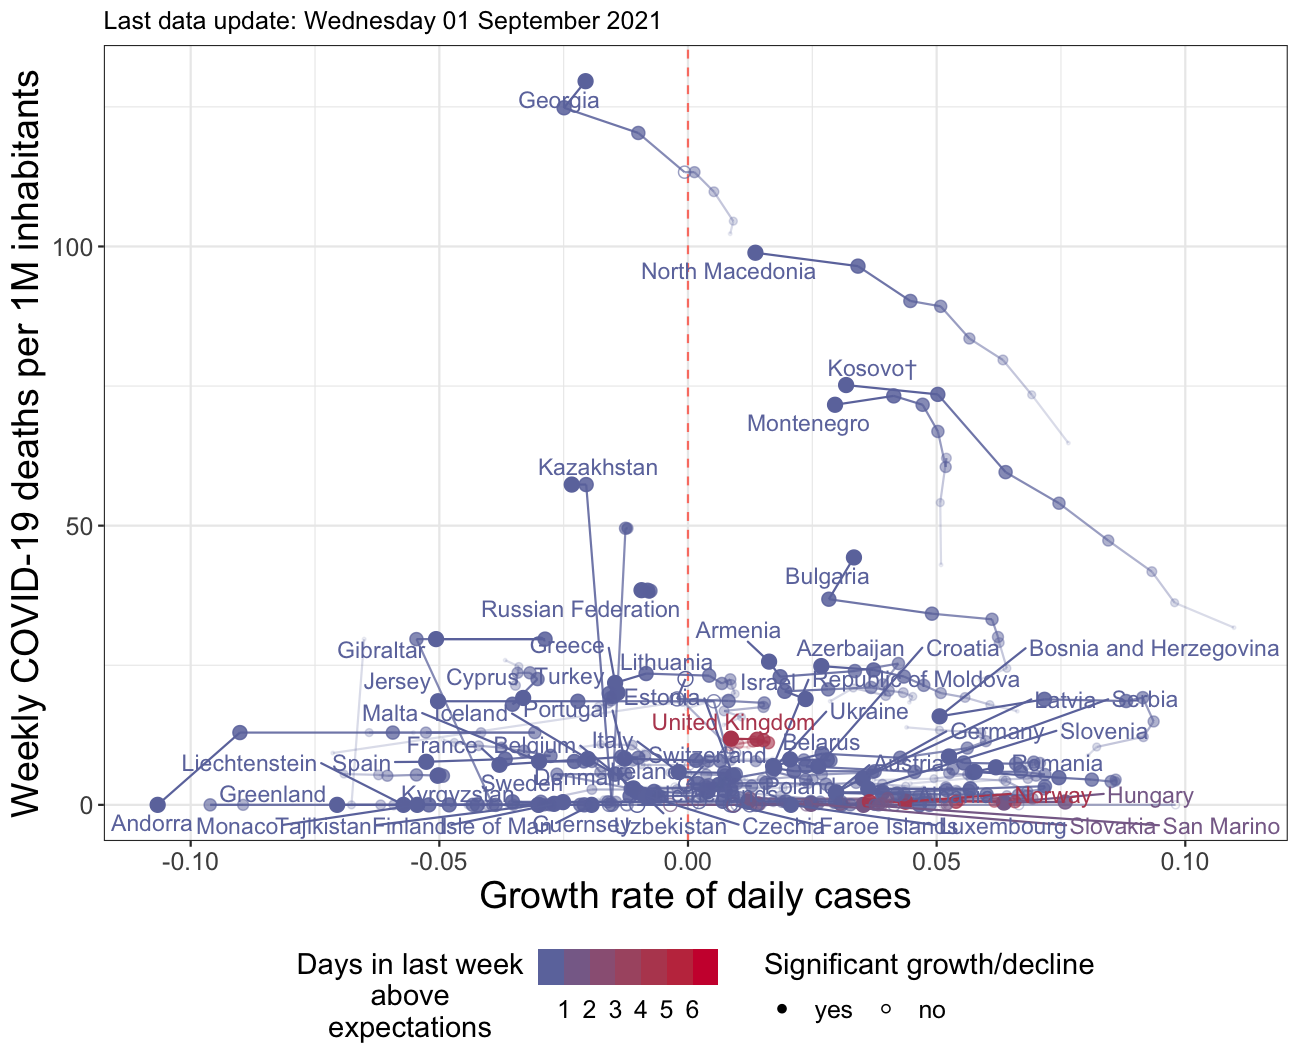 Last data update: Wednesday 01 September 2021
Weekly COVID-19 deaths per 1M inhabitants
100
50
0
Georgia
North Macedonia
Kosovo†
Montenegro
Kazakhstan
Bulgaria
Russian Federation
Armenia
Gibraltar
Greece
Azerbaijan
Croatia
Bosnia and Herzegovina
Lithuania
Jersey
Cyprus
Turkey
Israel
Republic of Moldova
Estonia
Latvia
Serbia
Malta
Iceland
Portugal
Ukraine
United Kingdom
Germany
Slovenia
France
Belgium
Italy
Belarus
Liechtenstein
Spain
Switzerland
Austria
Romania
Sweden
Denmark
Poland
Greenland
Kyrgyzstan
Norway
Hungary
Andorra
Monaco
Tajikistan
Finland
Isle of Man
Guernsey
Uzbekistan
Czechia
Faroe Islands
Luxembourg
Slovakia
San Marino
-0.10
-0.05
0.00
0.05
0.10
Growth rate of daily cases
Days in last week
above
expectations
1 2 3 4 5 6
Significant growth/decline
yes
no